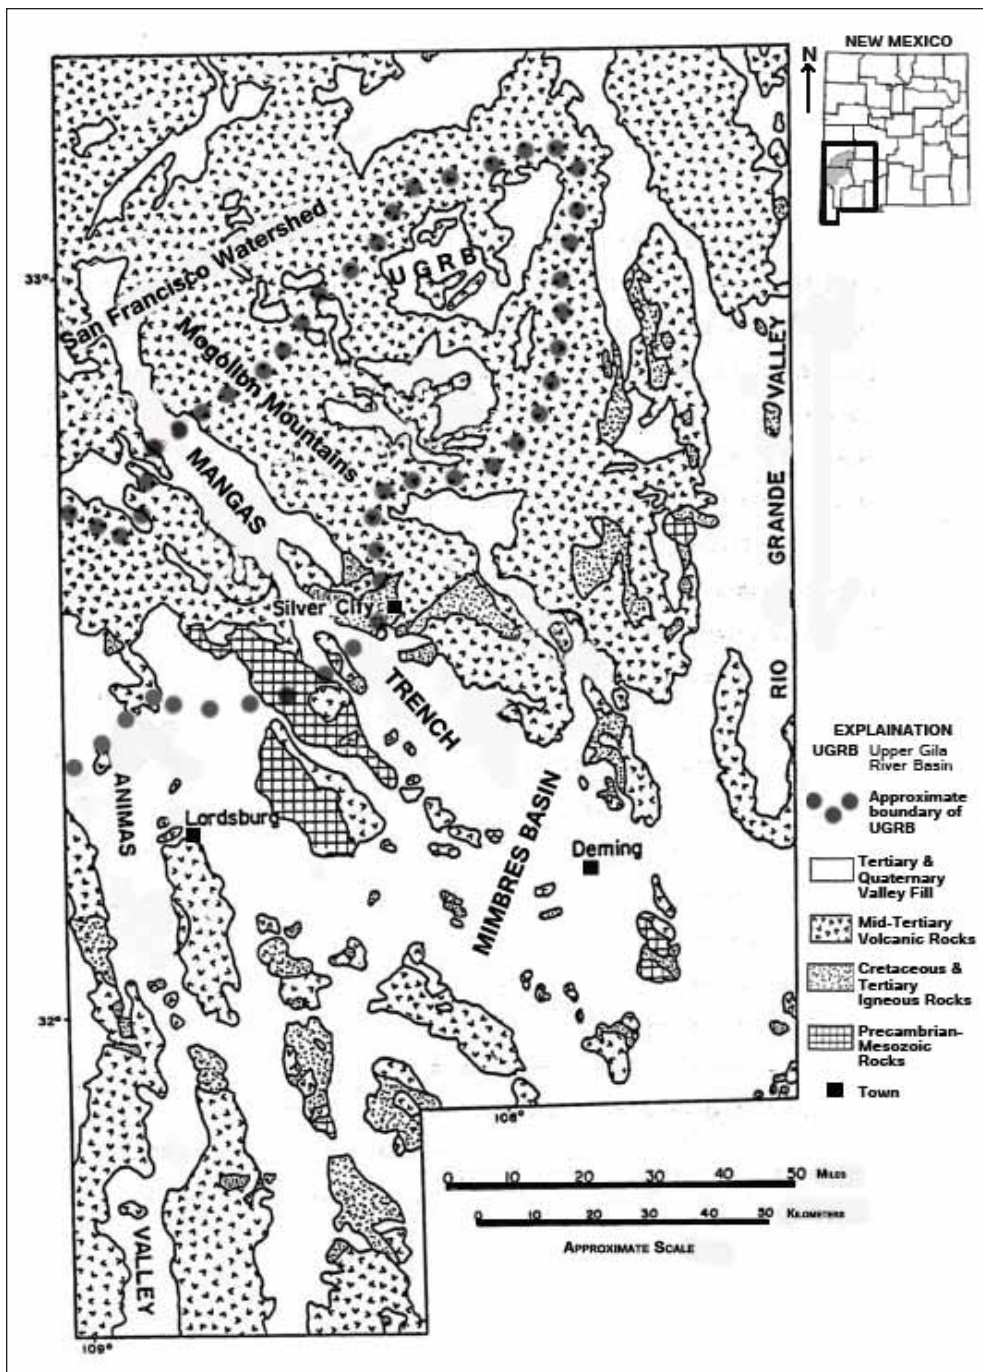 NEW MEXICO
N
33°
San Francisco Watershed
UGRB
Mogollon Mountains
MANGAS
Silver City
TRENCH
RIO GRANDE VALLEY
ANIMAS
Lordsburg
MIMBRES BASIN
Deming
32°
108°
VALLEY
109°
EXPLAINATION
UGRB Upper Gila
River Basin
Approximate
boundary of
UGRB
Tertiary &
Quaternary
Valley Fill
Mid-Tertiary
Volcanic Rocks
Cretaceous &
Tertiary
Igneous Rocks
Precambrian-
Mesozoic
Rocks
Town
0 10 20 30 40 50 MILES
0 10 20 30 40 50 KILOMETERS
APPROXIMATE SCALE